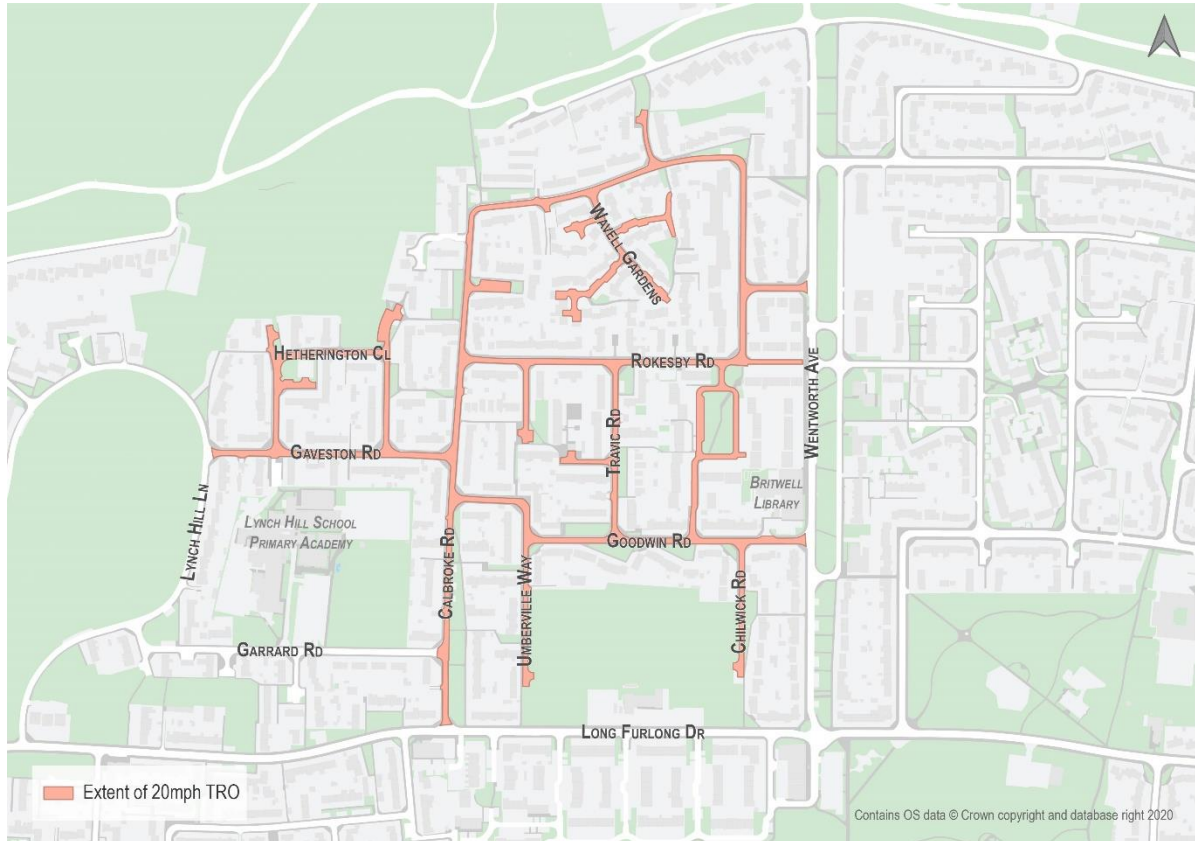 WAVELL GARDENS
HETHERINGTON CL
ROKESBY RD
WENTWORTH AVE
TRAVIC RD
GAVESTON RD
BRITWELL
LIBRARY
LYNCH HILL LN
LYNCH HILL SCHOOL
PRIMARY ACADEMY
CALBROKE RD
GOODWIN RD
UMBERVILLE WAY
CHILWICK RD
GARRARD RD
LONG FURLONG DR
Extent of 20mph TRO
Contains OS data © Crown copyright and database right 2020